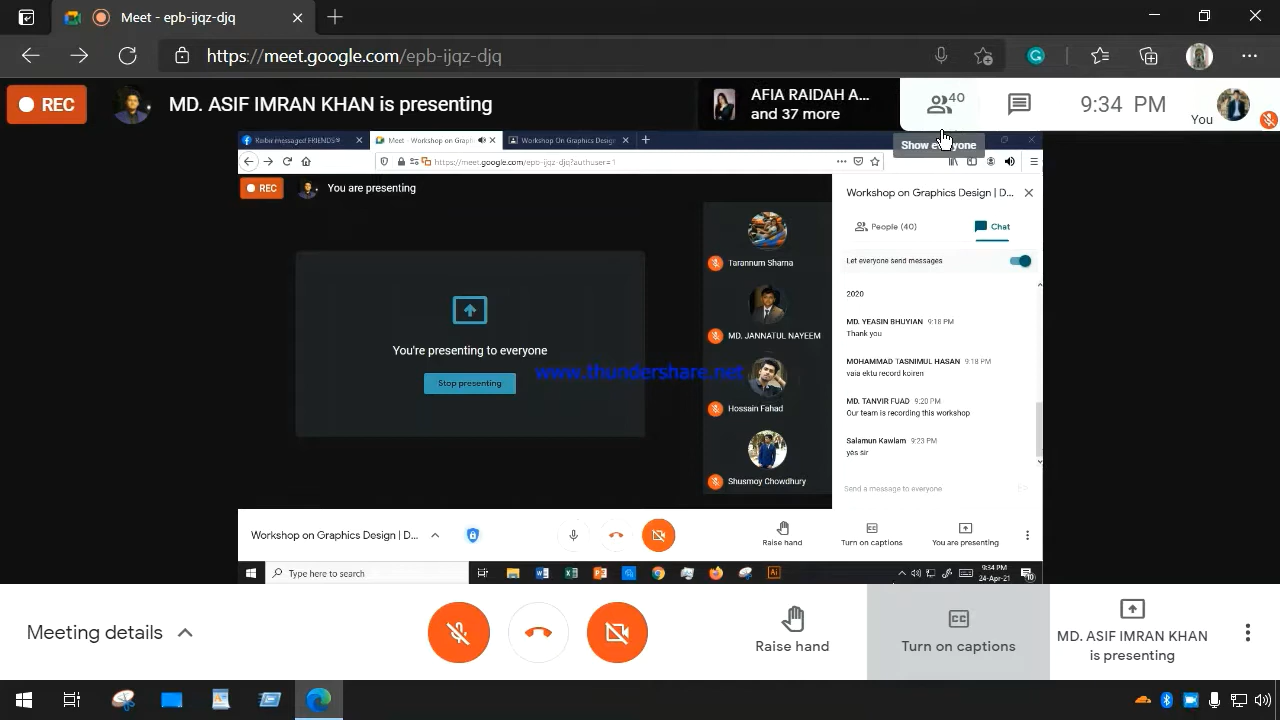 Meet - epb-ijqz-djq
https://meet.google.com/epb-ijqz-djq
REC
MD. ASIF IMRAN KHAN is presenting
AFIA RAIDAH A...
and 37 more
40
9:34 PM
You
Show everyone
Meet - Workshop on Graph
Workshop On Graphics Design
https://meet.google.com/epb-ijqz-djq?authuser=1
REC
You are presenting
Workshop on Graphics Design | D...
People (40)
Chat
Let everyone send messages
2020
MD. YEASIN BHUYIAN 9:18 PM
Thank you
MOHAMMAD TASNIMUL HASAN 9:18 PM
vaia ektu record koiren
MD. TANVIR FUAD 9:20 PM
Our team is recording this workshop
Salamun Kawlam 9:23 PM
yes sir
Send a message to everyone
You're presenting to everyone
Stop presenting
www.thundershare.net
Tarannum Sharna
MD. JANNATUL NAYEEM
Hossain Fahad
Shusmoy Chowdhury
Workshop on Graphics Design | D...
Raise hand
Turn on captions
You are presenting
Type here to search
9:34 PM
24-Apr-21
Meeting details
Raise hand
CC
Turn on captions
MD. ASIF IMRAN KHAN
is presenting